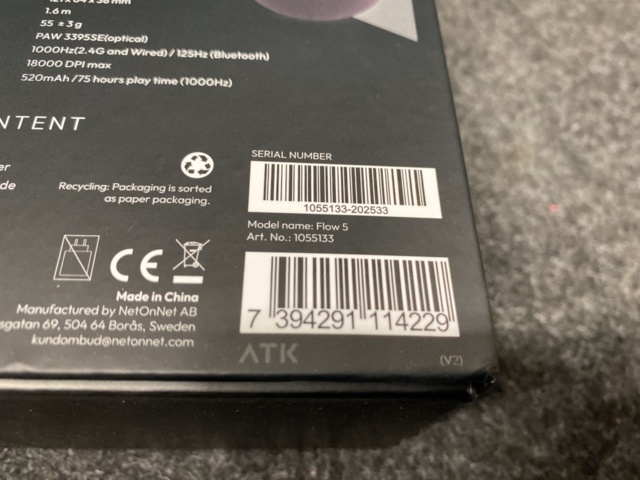 1.6 m
55 ±3 g
PAW 3395SE(optical)
1000Hz(2.4G and Wired) / 125Hz (Bluetooth)
18000 DPI max
520mAh /75 hours play time (1000Hz)
NTENT
er
de
Recycling: Packaging is sorted
as paper packaging.
SERIAL NUMBER
1055133-202533
Model name: Flow 5
Art. No.: 1055133
CE
Made in China
Manufactured by NetOnNet AB
sgatan 69, 504 64 Borås, Sweden
kundombud@netonnet.com
7 394291 114229
ATK
(V2)